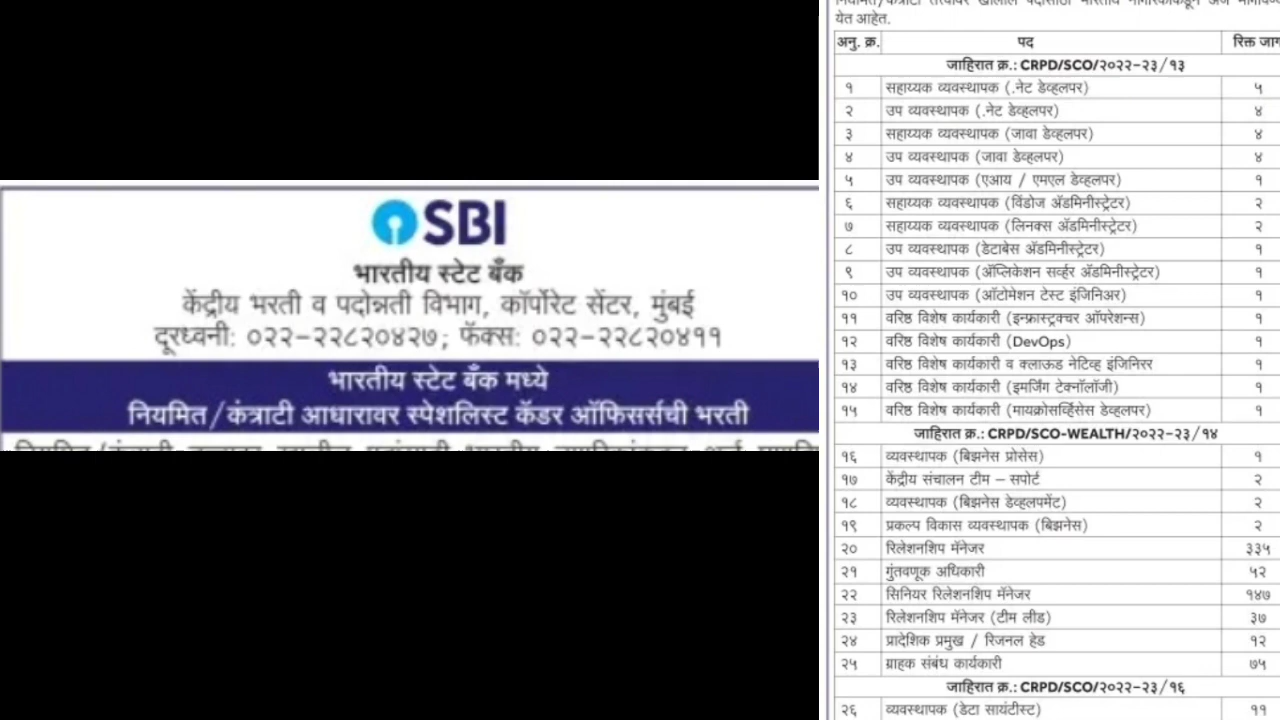 SBI
भारतीय स्टेट बँक
केंद्रीय भरती व पदोन्नती विभाग, कॉर्पोरेट सेंटर, मुंबई
दूरध्वनी: ०२२-२२८२०४२७; फॅक्स: ०२२-२२८२०४११
भारतीय स्टेट बँक मध्ये
नियमित/कंत्राटी आधारावर स्पेशलिस्ट कॅडर ऑफिसर्सची भरती
येत आहेत.
अनु. क्र. पद रिक्त जाग
जाहिरात क्र.: CRPD/SCO/२०२२-२३/१३
१ सहाय्यक व्यवस्थापक (.नेट डेव्हलपर) ५
२ उप व्यवस्थापक (.नेट डेव्हलपर) ४
३ सहाय्यक व्यवस्थापक (जावा डेव्हलपर) ४
४ उप व्यवस्थापक (जावा डेव्हलपर) ४
५ उप व्यवस्थापक (एआय / एमएल डेव्हलपर) १
६ सहाय्यक व्यवस्थापक (विंडोज ॲडमिनीस्ट्रेटर) २
७ सहाय्यक व्यवस्थापक (लिनक्स ॲडमिनीस्ट्रेटर) २
८ उप व्यवस्थापक (डेटाबेस ॲडमिनीस्ट्रेटर) १
९ उप व्यवस्थापक (ॲप्लिकेशन सर्व्हर ॲडमिनीस्ट्रेटर) १
१० उप व्यवस्थापक (ऑटोमेशन टेस्ट इंजिनिअर) १
११ वरिष्ठ विशेष कार्यकारी (इन्फ्रास्ट्रक्चर ऑपरेशन्स) १
१२ वरिष्ठ विशेष कार्यकारी (DevOps) १
१३ वरिष्ठ विशेष कार्यकारी व क्लाऊड नेटिव्ह इंजिनिरर १
१४ वरिष्ठ विशेष कार्यकारी (इमर्जिंग टेक्नॉलॉजी) १
१५ वरिष्ठ विशेष कार्यकारी (मायक्रोसर्व्हिसेस डेव्हलपर) १
जाहिरात क्र.: CRPD/SCO-WEALTH/२०२२-२३/१४
१६ व्यवस्थापक (बिझनेस प्रोसेस) १
१७ केंद्रीय संचालन टीम – सपोर्ट २
१८ व्यवस्थापक (बिझनेस डेव्हलपमेंट) २
१९ प्रकल्प विकास व्यवस्थापक (बिझनेस) २
२० रिलेशनशिप मॅनेजर ३३५
२१ गुंतवणूक अधिकारी ५२
२२ सिनियर रिलेशनशिप मॅनेजर १४७
२३ रिलेशनशिप मॅनेजर (टीम लीड) ३७
२४ प्रादेशिक प्रमुख / रिजनल हेड १२
२५ ग्राहक संबंध कार्यकारी ७५
जाहिरात क्र.: CRPD/SCO/२०२२-२३/१६
२६ व्यवस्थापक (डेटा सायंटीस्ट) ११